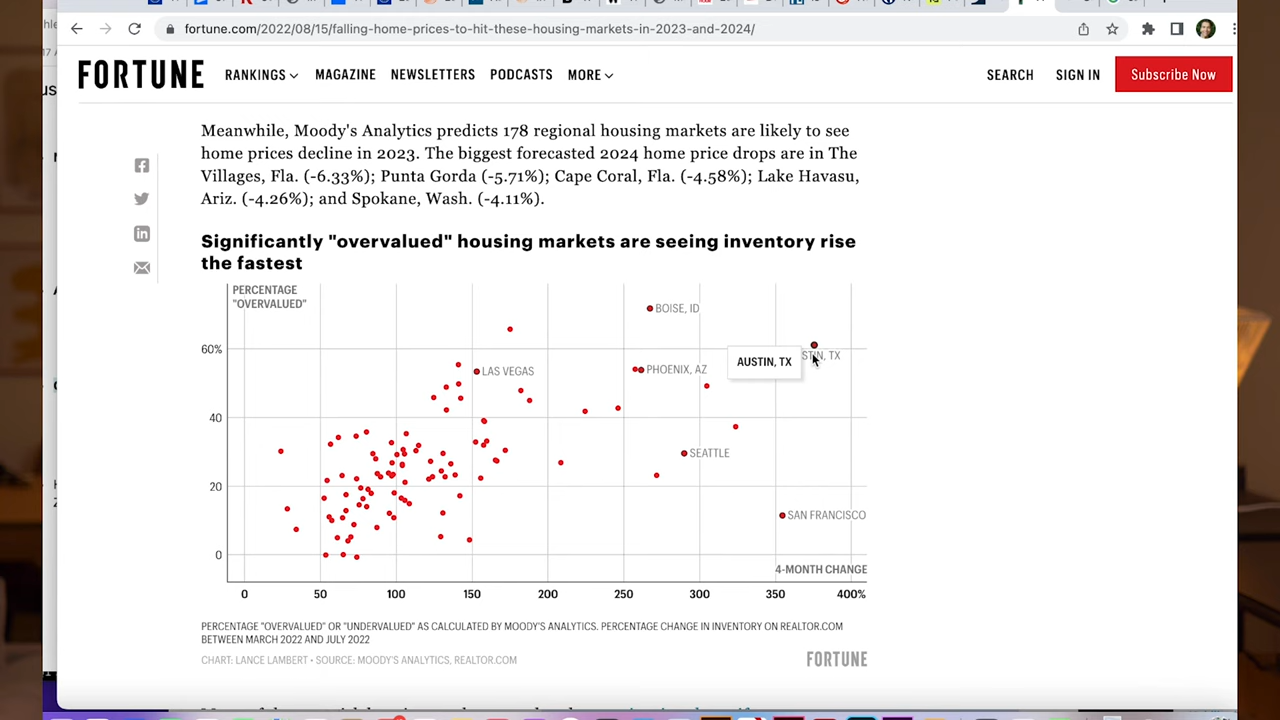 fortune.com/2022/08/15/falling-home-prices-to-hit-these-housing-markets-in-2023-and-2024/
FORTUNE
RANKINGS
MAGAZINE
NEWSLETTERS
PODCASTS
MORE
SEARCH
SIGN IN
Subscribe Now
Meanwhile, Moody's Analytics predicts 178 regional housing markets are likely to see
home prices decline in 2023. The biggest forecasted 2024 home price drops are in The
Villages, Fla. (-6.33%); Punta Gorda (-5.71%); Cape Coral, Fla. (-4.58%); Lake Havasu,
Ariz. (-4.26%); and Spokane, Wash. (-4.11%).
Significantly "overvalued" housing markets are seeing inventory rise
the fastest
PERCENTAGE
"OVERVALUED"
BOISE, ID
60%
AUSTIN, TX
LAS VEGAS
PHOENIX, AZ
40
SEATTLE
20
SAN FRANCISCO
0
4-MONTH CHANGE
0 50 100 150 200 250 300 350 400%
PERCENTAGE "OVERVALUED" OR "UNDERVALUED" AS CALCULATED BY MOODY'S ANALYTICS. PERCENTAGE CHANGE IN INVENTORY ON REALTOR.COM
BETWEEN MARCH 2022 AND JULY 2022
CHART: LANCE LAMBERT • SOURCE: MOODY'S ANALYTICS, REALTOR.COM
FORTUNE